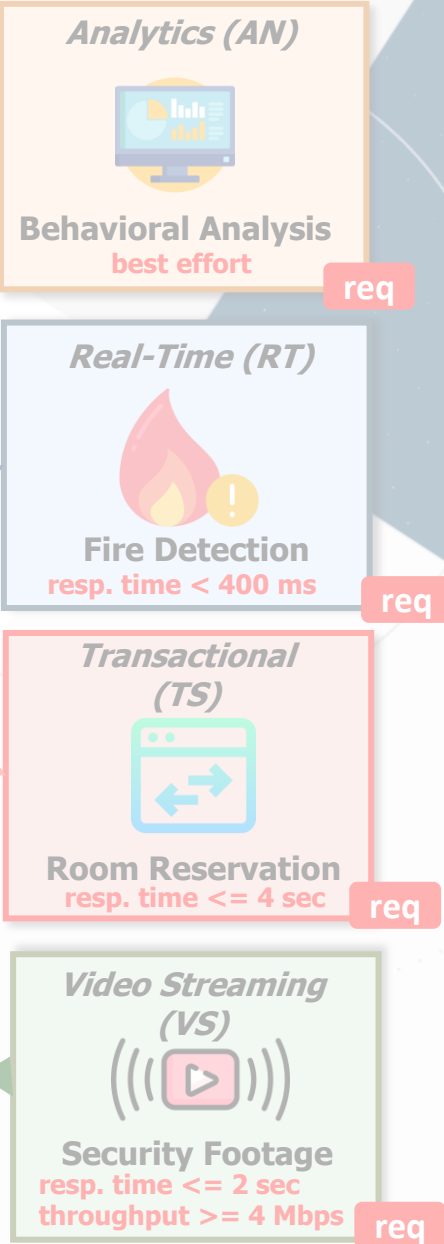 Analytics (AN)
Behavioral Analysis
best effort
req
Real-Time (RT)
Fire Detection
resp. time < 400 ms
req
Transactional
(TS)
Room Reservation
resp. time <= 4 sec
req
Video Streaming
(VS)
Security Footage
resp. time <= 2 sec
throughput >= 4 Mbps
req